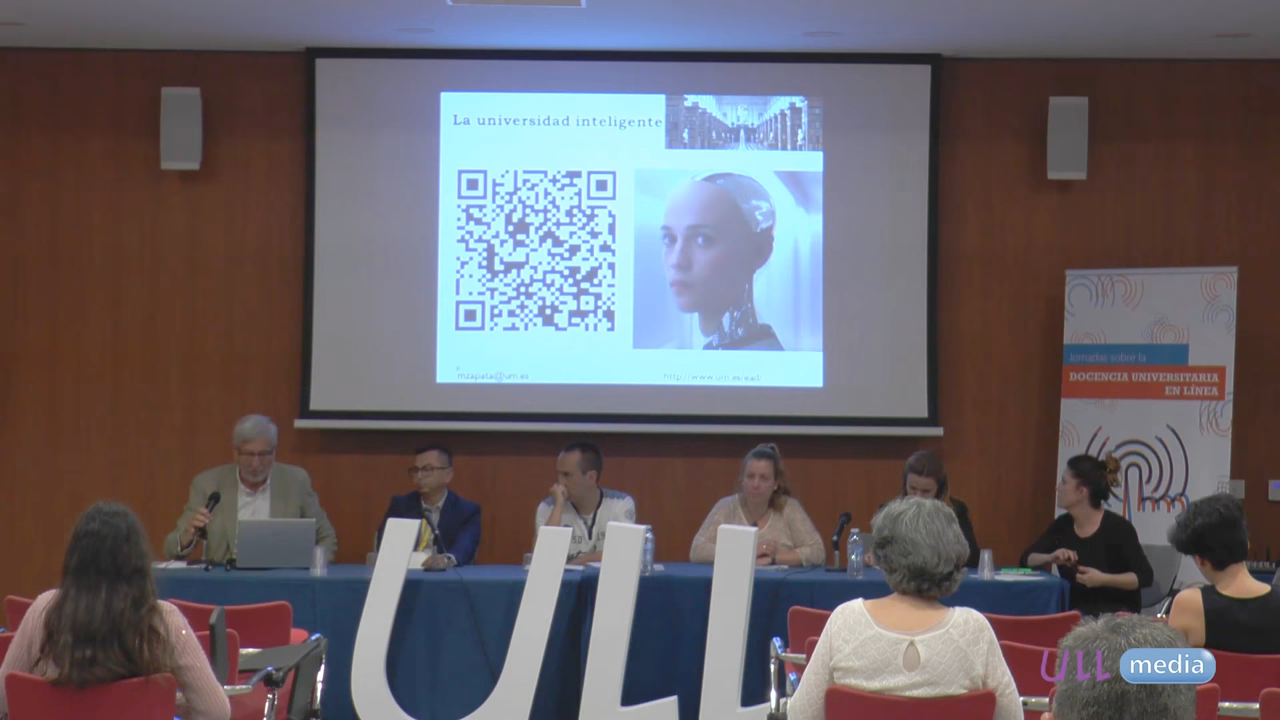 La universidad inteligente
mzapata@um.es
http://www.um.es/ead/
Jornadas sobre la
DOCENCIA UNIVERSITARIA
EN LÍNEA
ULL
ULL media